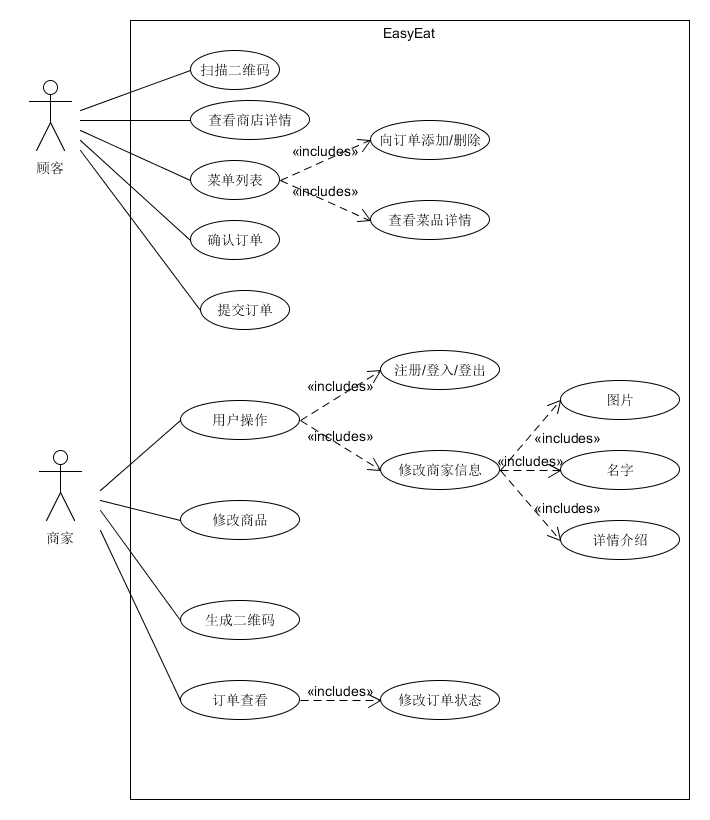 EasyEat
扫描二维码
查看商店详情
顾客
菜单列表
«includes»
向订单添加/删除
«includes»
查看菜品详情
确认订单
提交订单
用户操作
«includes»
注册/登入/登出
«includes»
修改商家信息
«includes»
图片
«includes»
名字
«includes»
详情介绍
商家
修改商品
生成二维码
订单查看
«includes»
修改订单状态